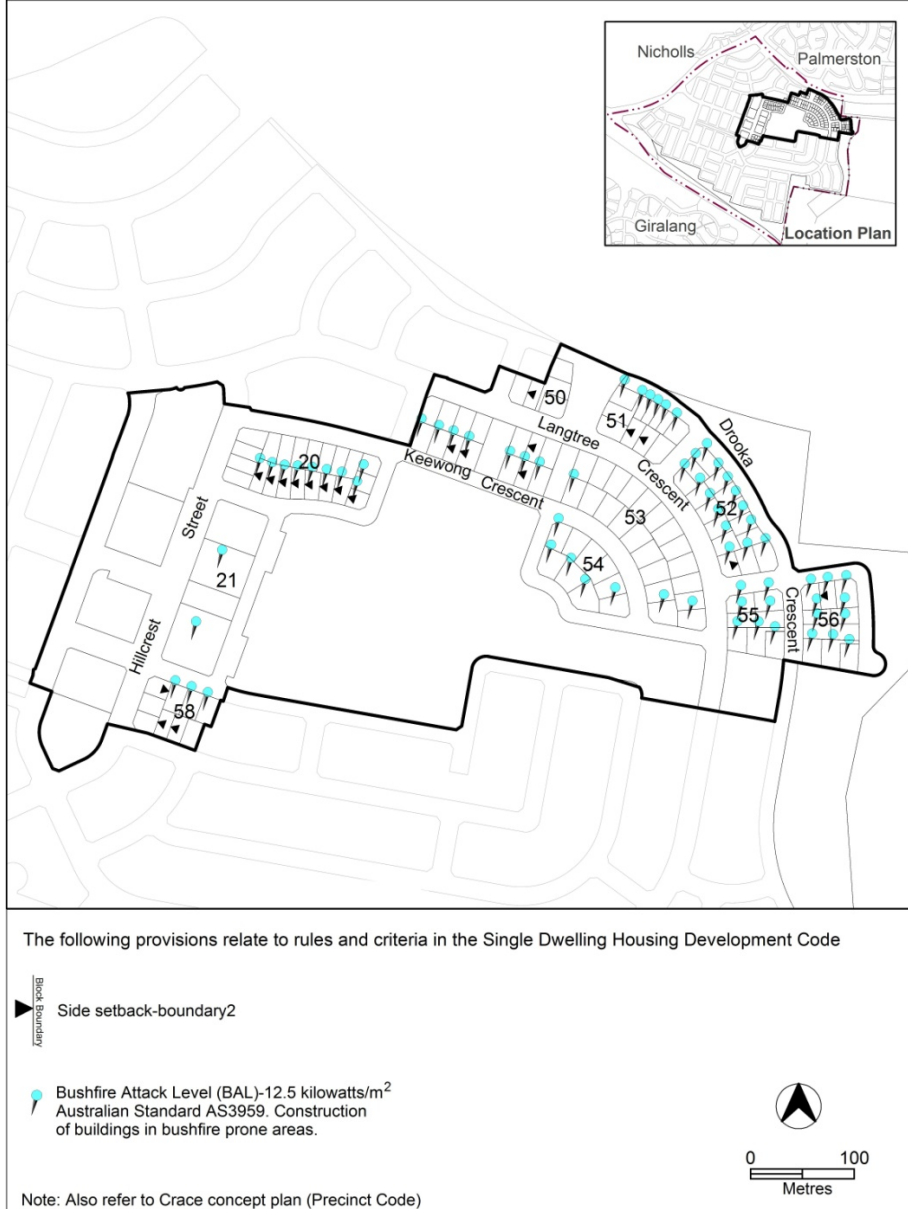 Nicholls
Palmerston
Giralang
Location Plan
50
51
Langtree
Crescent
Drooka
Crescent
20
Keewong
Crescent
52
53
Street
21
54
Hillcrest
55
56
58
The following provisions relate to rules and criteria in the Single Dwelling Housing Development Code
Block Boundary
Side setback-boundary2
Bushfire Attack Level (BAL)-12.5 kilowatts/m²
Australian Standard AS3959. Construction
of buildings in bushfire prone areas.
0 100
Metres
Note: Also refer to Crace concept plan (Precinct Code)